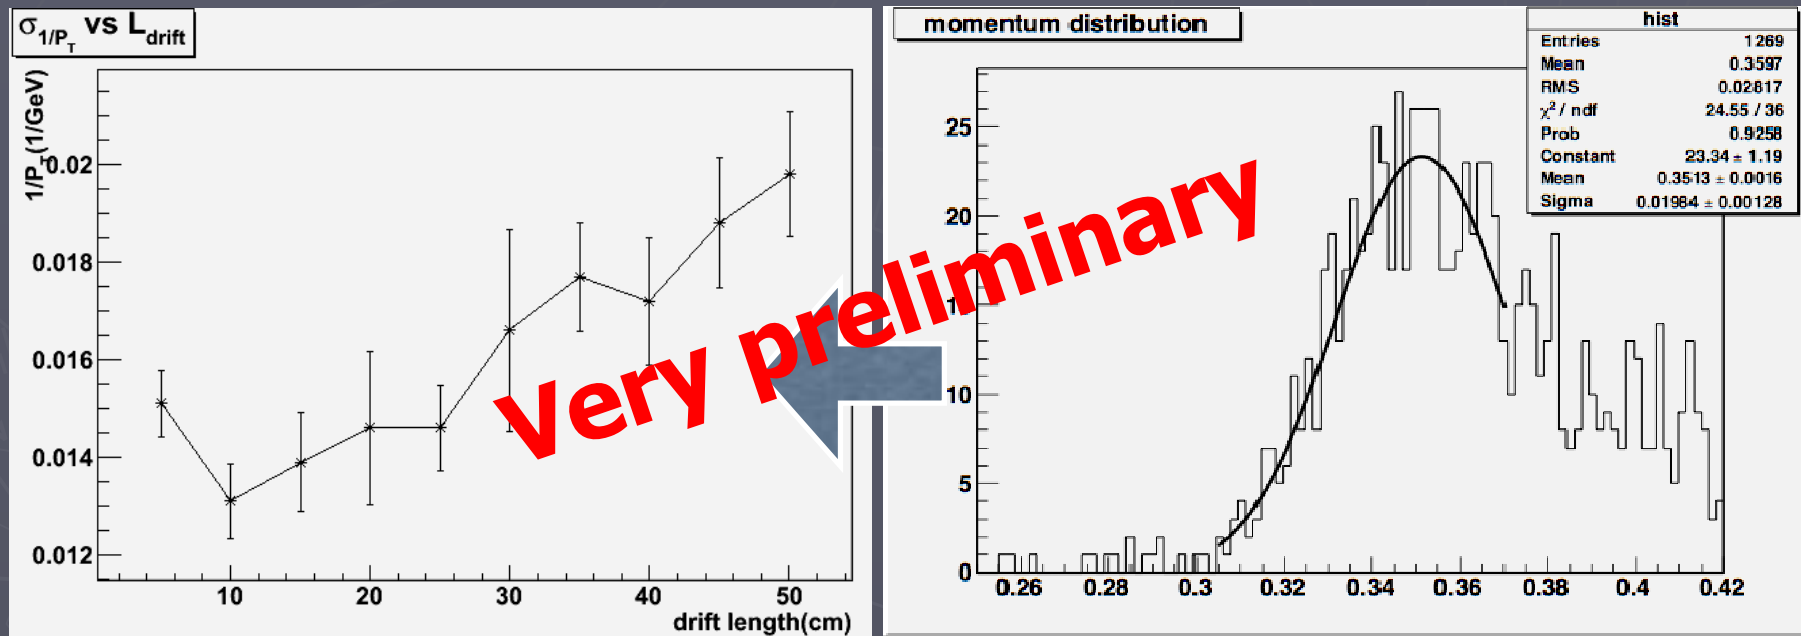 σ1/PT vs Ldrift
1/PT(1/GeV)
0.02
0.018
0.016
0.014
0.012
10 20 30 40 50
drift length(cm)
momentum distribution
hist
Entries 1269
Mean 0.3597
RMS 0.02817
χ² / ndf 24.55 / 36
Prob 0.9258
Constant 23.34 ± 1.19
Mean 0.3513 ± 0.0016
Sigma 0.01984 ± 0.00128
25
20
10
5
0
0.26 0.28 0.3 0.32 0.34 0.36 0.38 0.4 0.42
Very preliminary